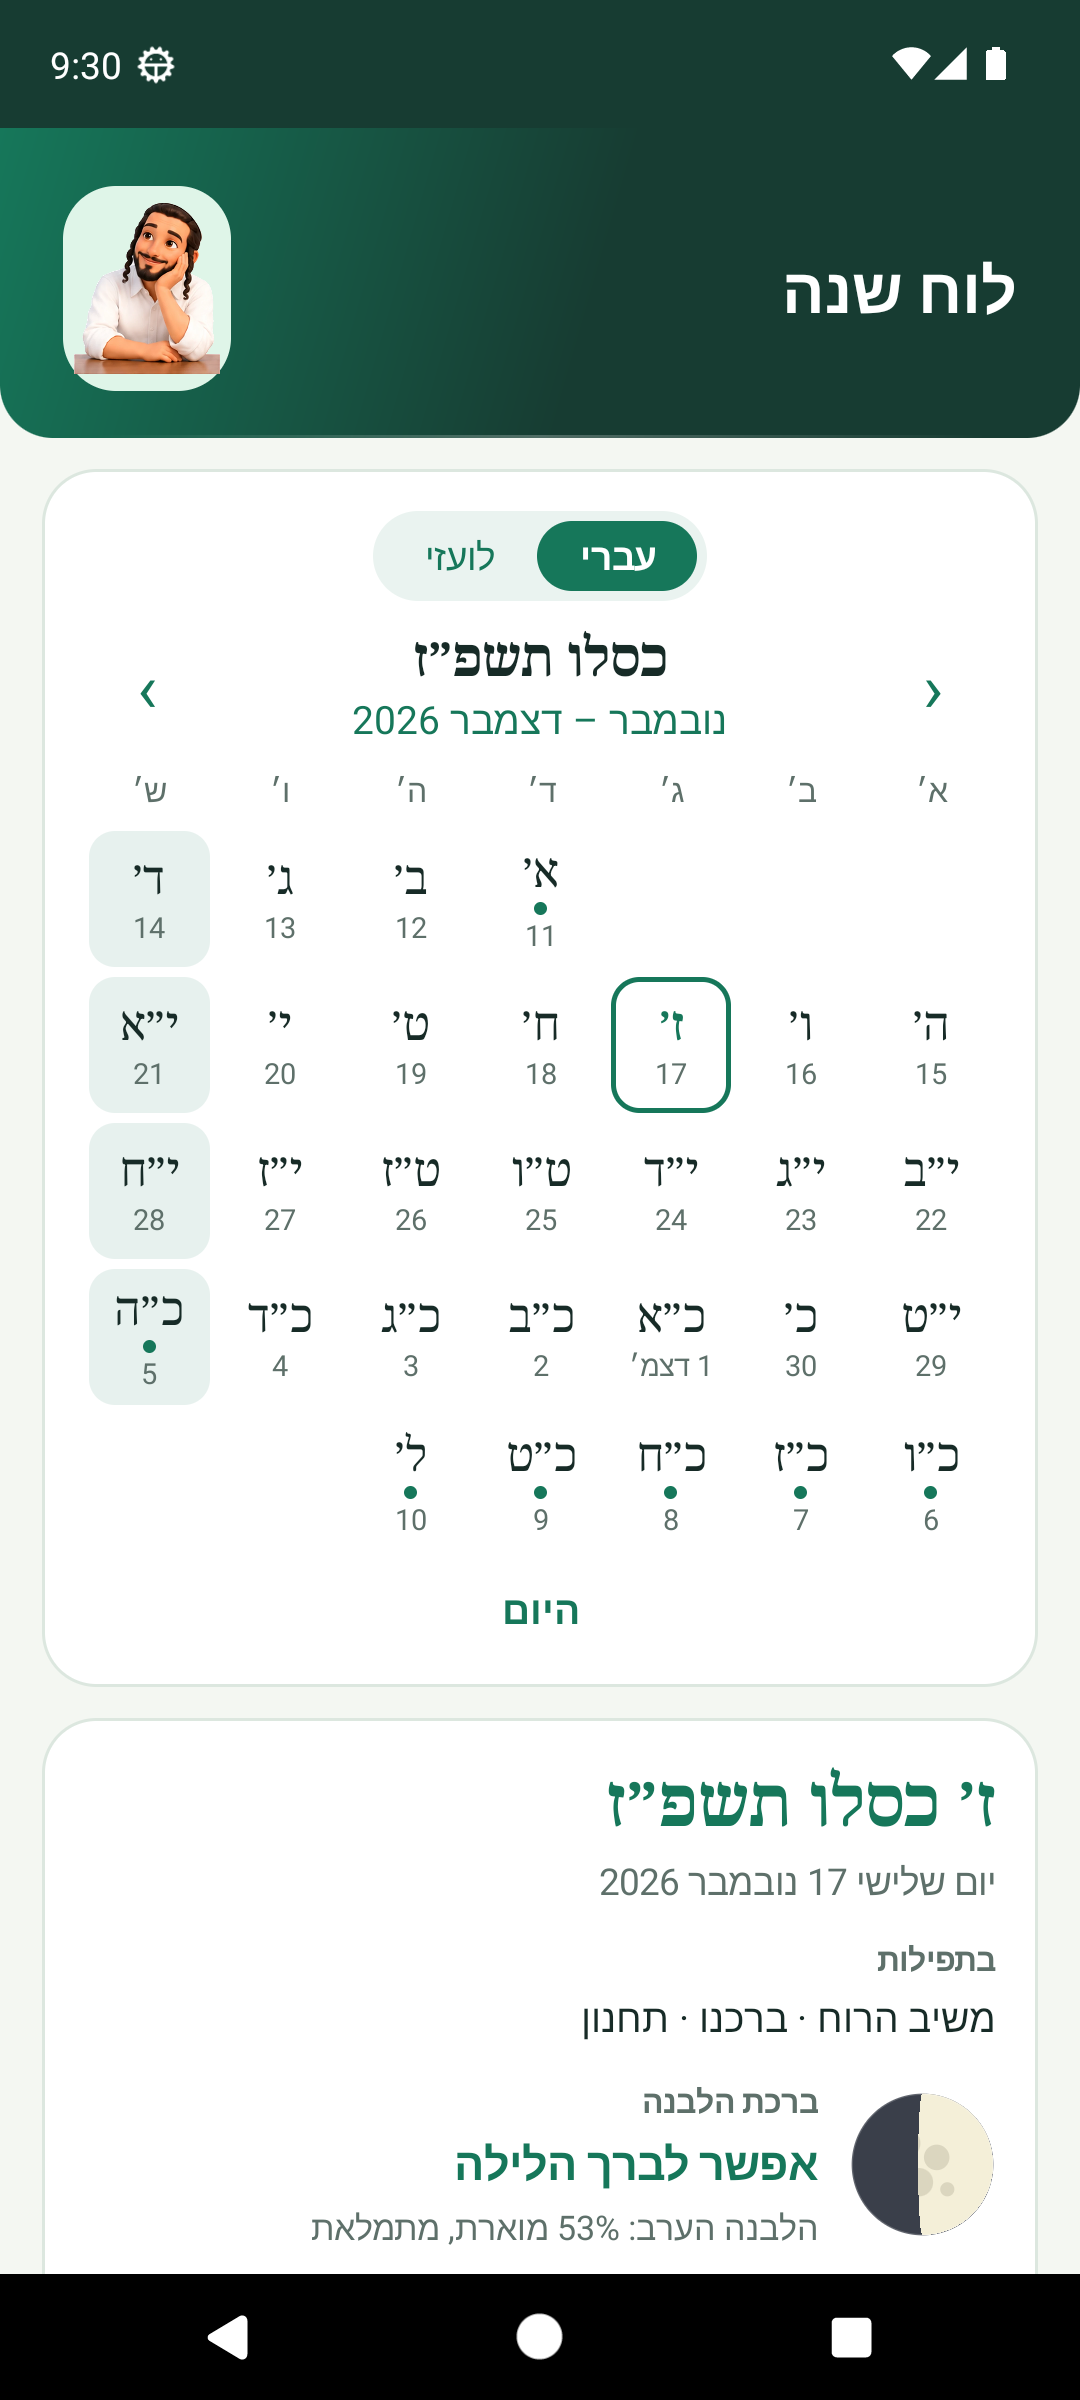 9:30
לוח שנה
עברי לועזי
כסלו תשפ״ז
נובמבר – דצמבר 2026
א׳ ב׳ ג׳ ד׳ ה׳ ו׳ ש׳
א׳ ב׳ ג׳ ד׳
11 12 13 14
ה׳ ו׳ ז׳ ח׳ ט׳ י׳ י״א
15 16 17 18 19 20 21
י״ב י״ג י״ד ט״ו ט״ז י״ז י״ח
22 23 24 25 26 27 28
י״ט כ׳ כ״א כ״ב כ״ג כ״ד כ״ה
29 30 1 דצמ׳ 2 3 4 5
כ״ו כ״ז כ״ח כ״ט ל׳
6 7 8 9 10
היום
ז׳ כסלו תשפ״ז
יום שלישי 17 נובמבר 2026
בתפילות
משיב הרוח · ברכנו · תחנון
ברכת הלבנה
אפשר לברך הלילה
הלבנה הערב: 53% מוארת, מתמלאת